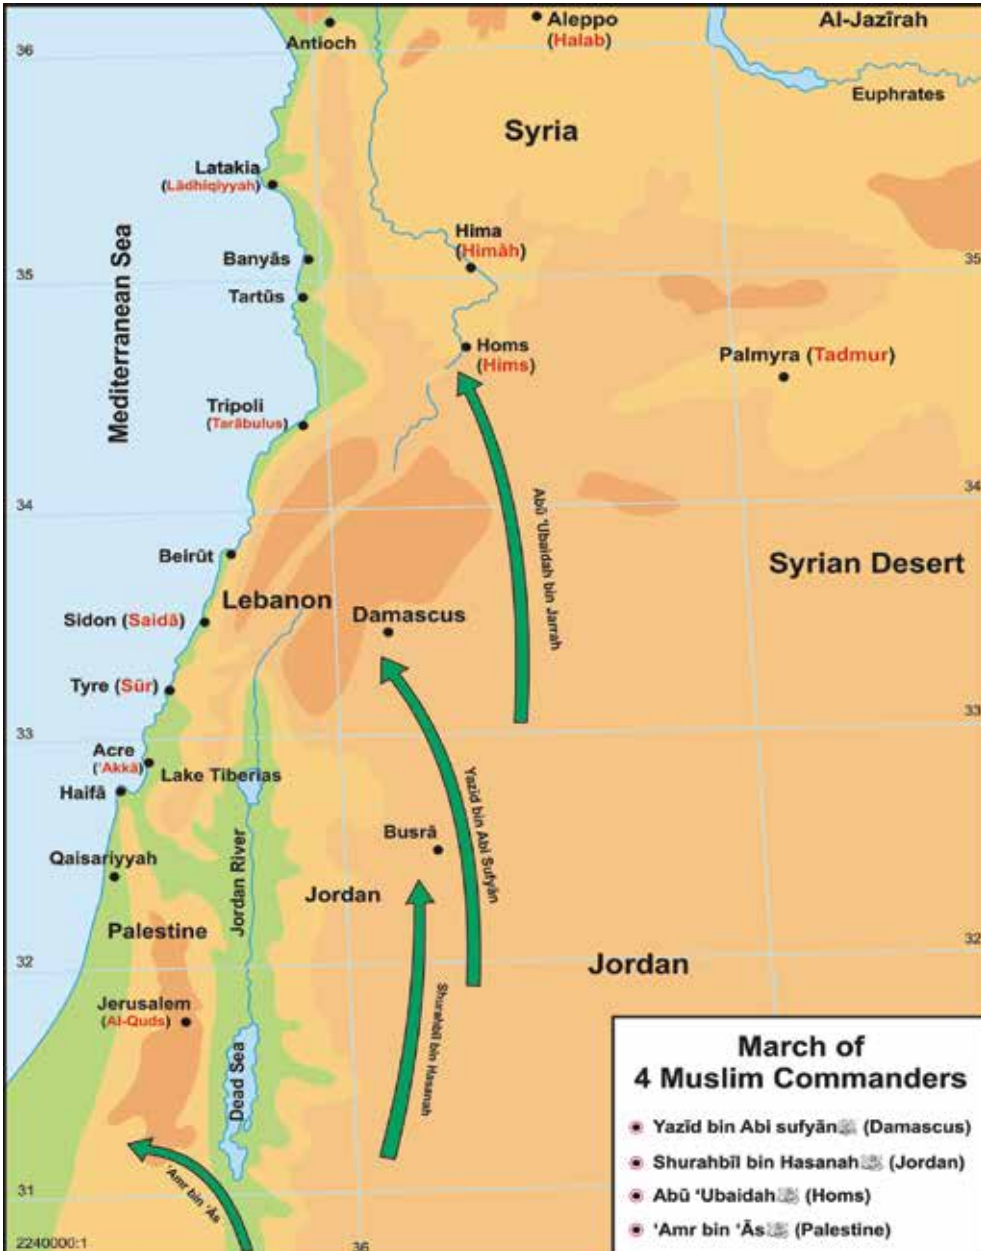 36
Antioch
Aleppo
(Halab)
Al-Jazīrah
Euphrates
Syria
Latakia
(Lādhiqiyyah)
Mediterranean Sea
Banyās
Hima
(Himāh)
35
35
Tartūs
Homs
(Hims)
Palmyra (Tadmur)
Tripoli
(Tarābulus)
34
34
Abū 'Ubaidah bin Jarrah
Beirūt
Syrian Desert
Lebanon
Damascus
Sidon (Saidā)
Tyre (Sūr)
33
33
Acre
('Akkā)
Lake Tiberias
Haifā
Yazīd bin Abi Sufyān
Busrā
Qaisariyyah
Jordan River
Jordan
Palestine
32
32
Jordan
Jerusalem
(Al-Quds)
Shurahbīl bin Hasanah
Dead Sea
'Amr bin 'Ās
31
36
2240000:1
March of
4 Muslim Commanders
Yazīd bin Abi sufyān (Damascus)
Shurahbīl bin Hasanah (Jordan)
Abū 'Ubaidah (Homs)
'Amr bin 'Ās (Palestine)